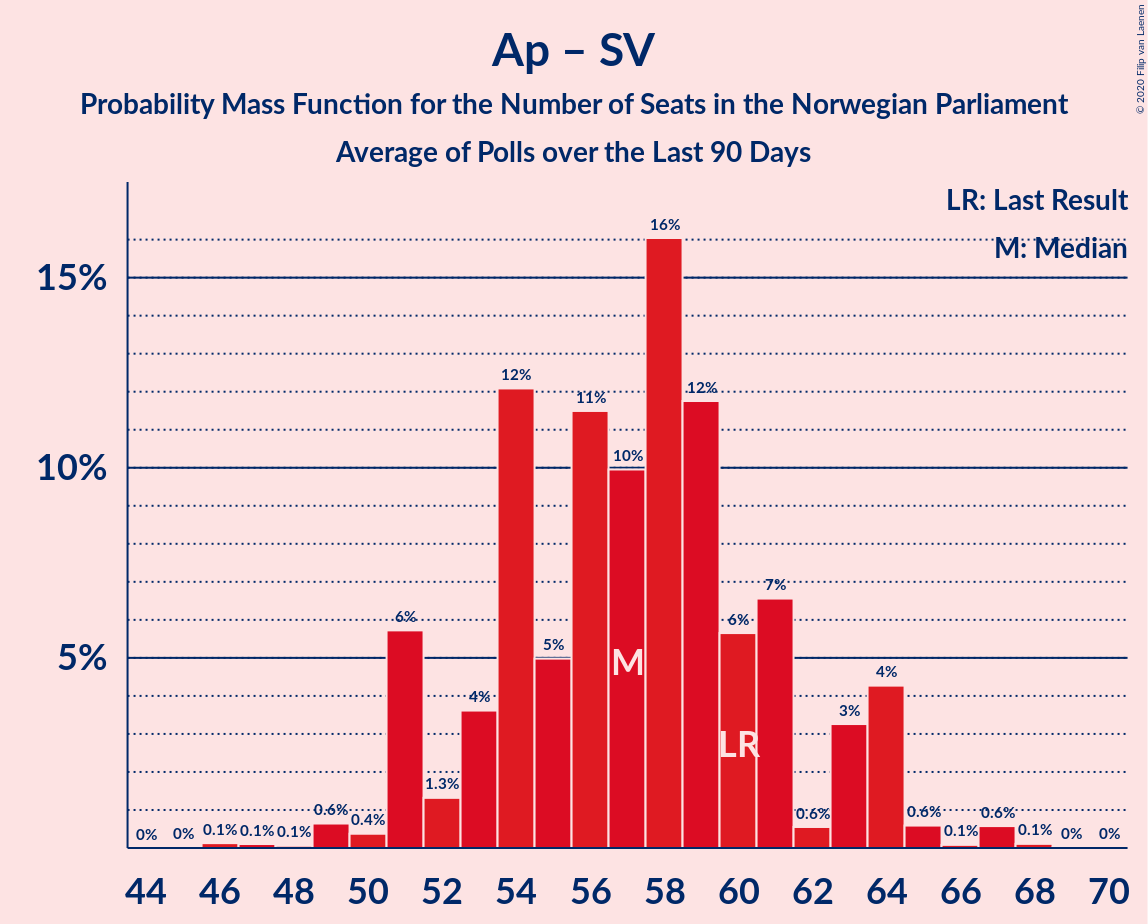 Ap – SV
Probability Mass Function for the Number of Seats in the Norwegian Parliament
Average of Polls over the Last 90 Days
© 2020 Filip van Laenen
LR: Last Result
M: Median
15%
10%
5%
0% 0% 0.1% 0.1% 0.1% 0.6% 0.4% 6% 1.3% 4% 12% 5% 11% 10% 16% 12% 6% 7% 0.6% 3% 4% 0.6% 0.1% 0.6% 0.1% 0% 0%
M
LR
44 46 48 50 52 54 56 58 60 62 64 66 68 70